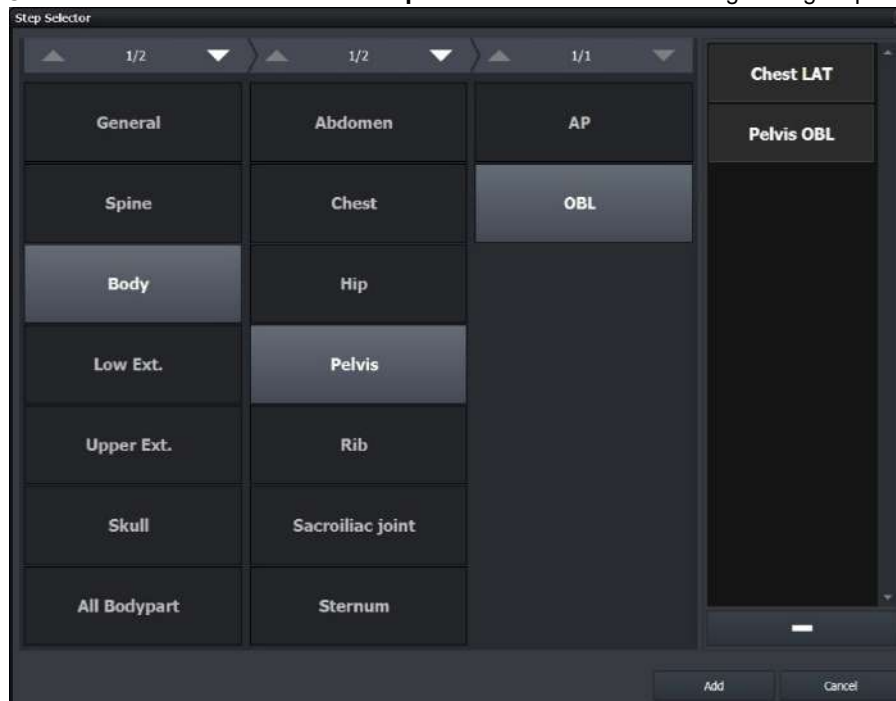 Step Selector
1/2
1/2
1/1
General
Abdomen
AP
Spine
Chest
OBL
Body
Hip
Low Ext.
Pelvis
Upper Ext.
Rib
Skull
Sacroiliac joint
All Bodypart
Sternum
Chest LAT
Pelvis OBL
Add
Cancel